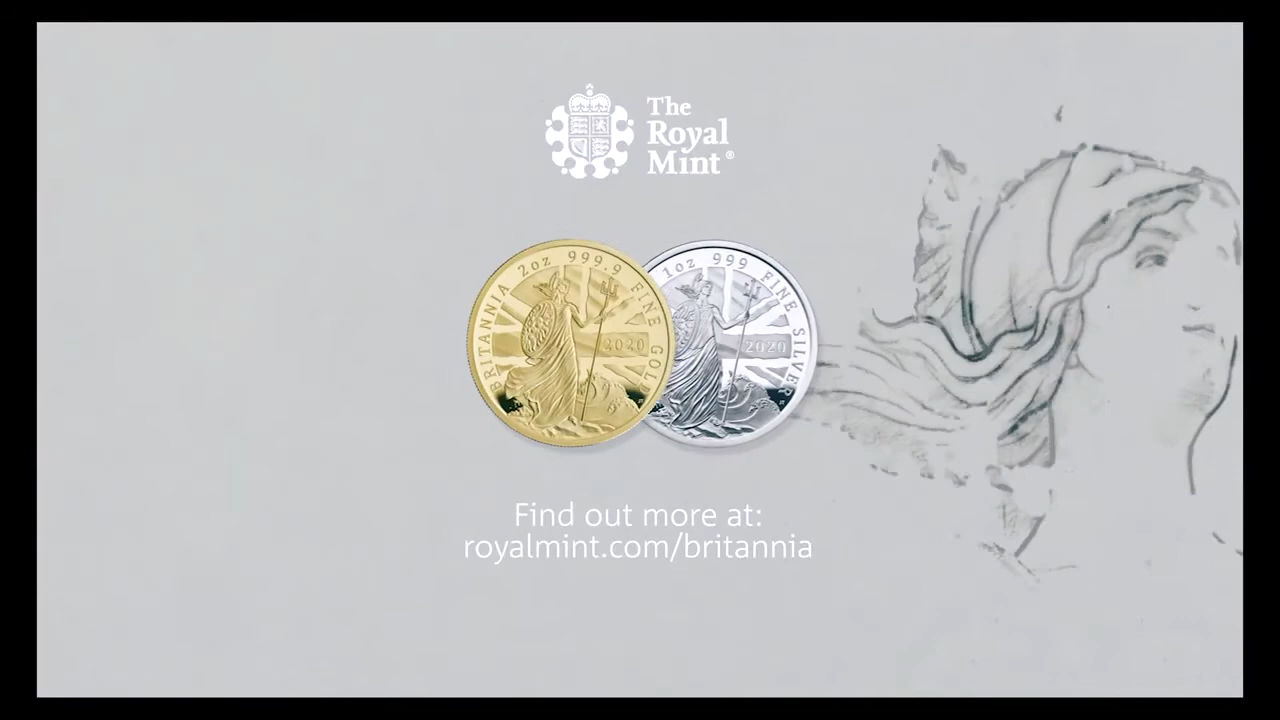 The
Royal
Mint®
BRITANNIA 2oz 999.9 FINE GOLD
2020
1oz 999 FINE SILVER
2020
Find out more at:
royalmint.com/britannia